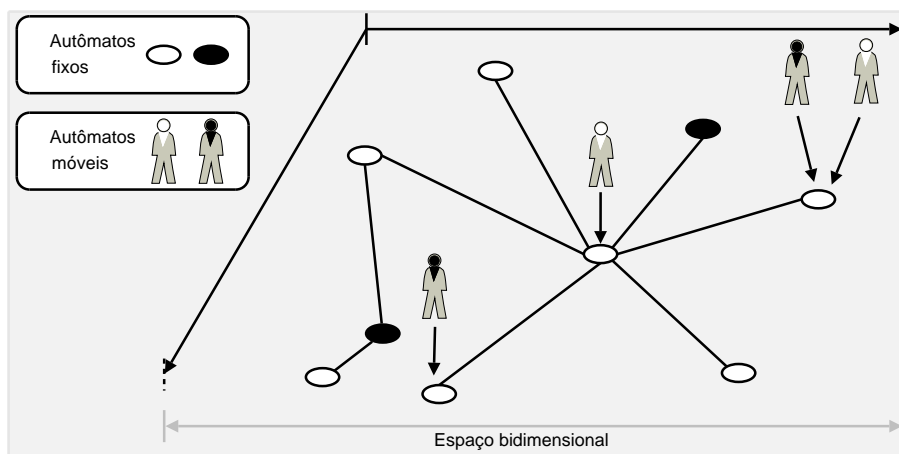 Autômatos
fixos
Autômatos
móveis
Espaço bidimensional